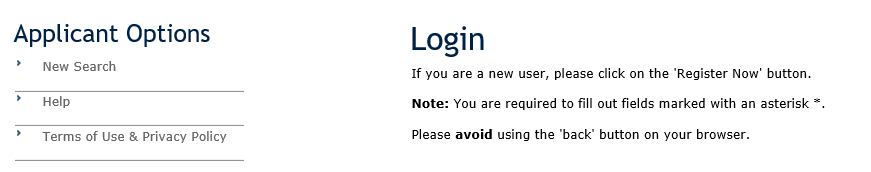 Applicant Options
New Search
Help
Terms of Use & Privacy Policy
Login
If you are a new user, please click on the 'Register Now' button.
Note: You are required to fill out fields marked with an asterisk *.
Please avoid using the 'back' button on your browser.